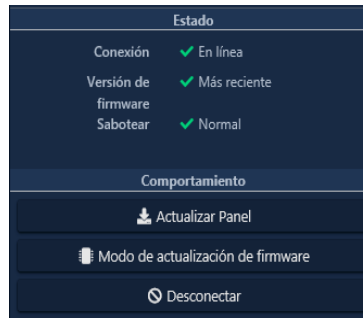 Estado
Conexión En línea
Versión de Más reciente
firmware
Sabotear Normal
Comportamiento
Actualizar Panel
Modo de actualización de firmware
Desconectar